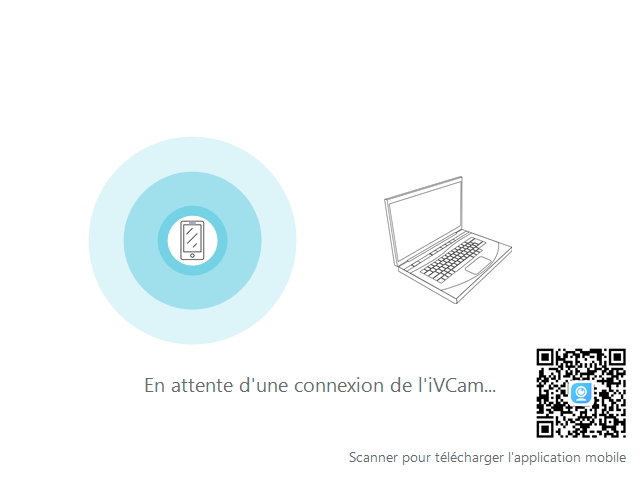 En attente d'une connexion de l'iVCam...
Scanner pour télécharger l'application mobile